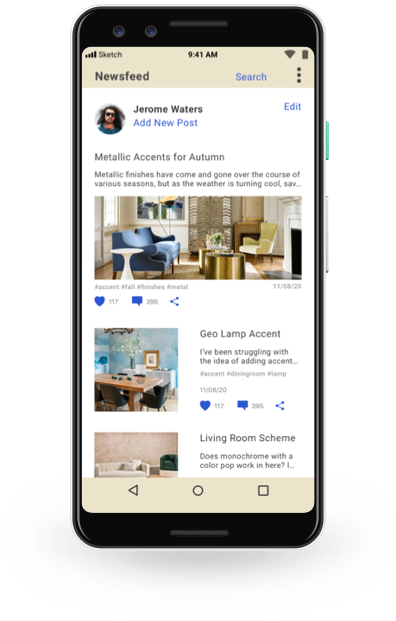 Sketch
9:41 AM
Newsfeed
Search
Jerome Waters
Edit
Add New Post
Metallic Accents for Autumn
Metallic finishes have come and gone over the course of
various seasons, but as the weather is turning cool, sav...
#accent #fall #finishes #metal
11/08/20
117
395
Geo Lamp Accent
I've been struggling with
the idea of adding accent...
#accent #diningroom #lamp
11/08/20
117
395
Living Room Scheme
Does monochrome with a
color pop work in here? I...